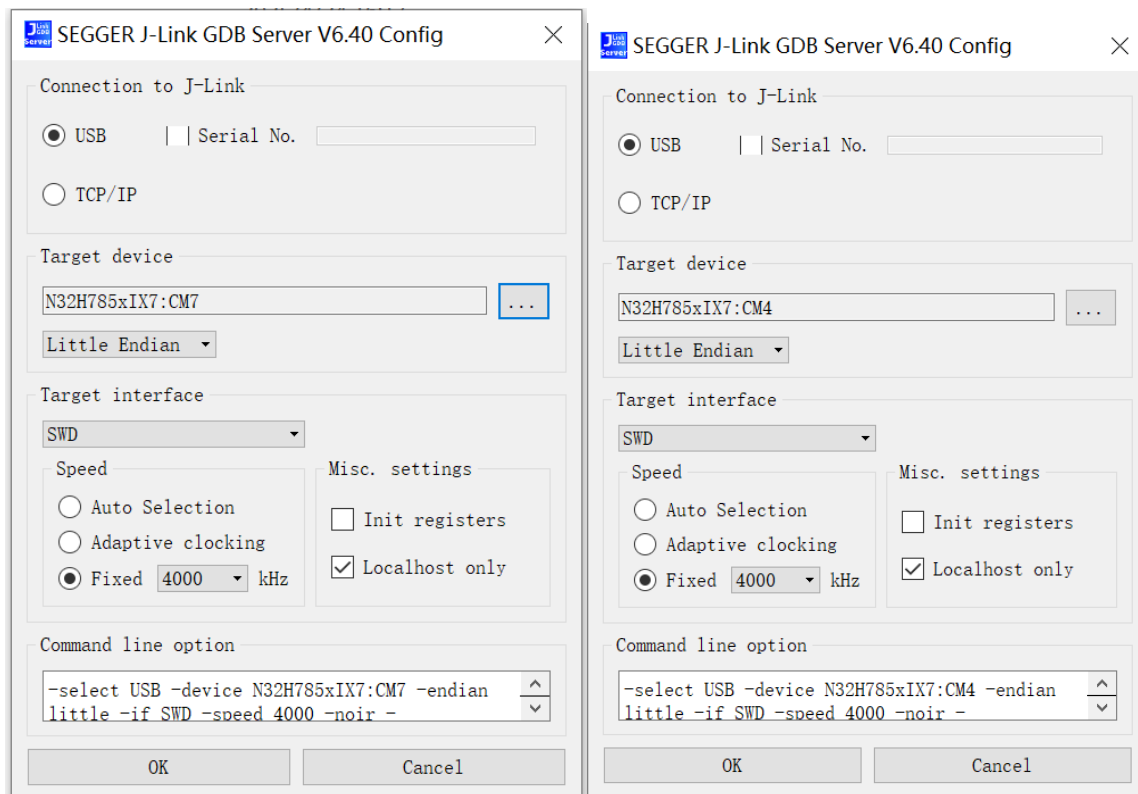 SEGGER J-Link GDB Server V6.40 Config
Connection to J-Link
USB
Serial No.
TCP/IP
Target device
N32H785xIX7:CM7
...
Little Endian
Target interface
SWD
Speed
Auto Selection
Adaptive clocking
Fixed 4000 kHz
Misc. settings
Init registers
Localhost only
Command line option
-select USB -device N32H785xIX7:CM7 -endian
little -if SWD -speed 4000 -noir -
OK
Cancel
SEGGER J-Link GDB Server V6.40 Config
Connection to J-Link
USB
Serial No.
TCP/IP
Target device
N32H785xIX7:CM4
...
Little Endian
Target interface
SWD
Speed
Auto Selection
Adaptive clocking
Fixed 4000 kHz
Misc. settings
Init registers
Localhost only
Command line option
-select USB -device N32H785xIX7:CM4 -endian
little -if SWD -speed 4000 -noir -
OK
Cancel